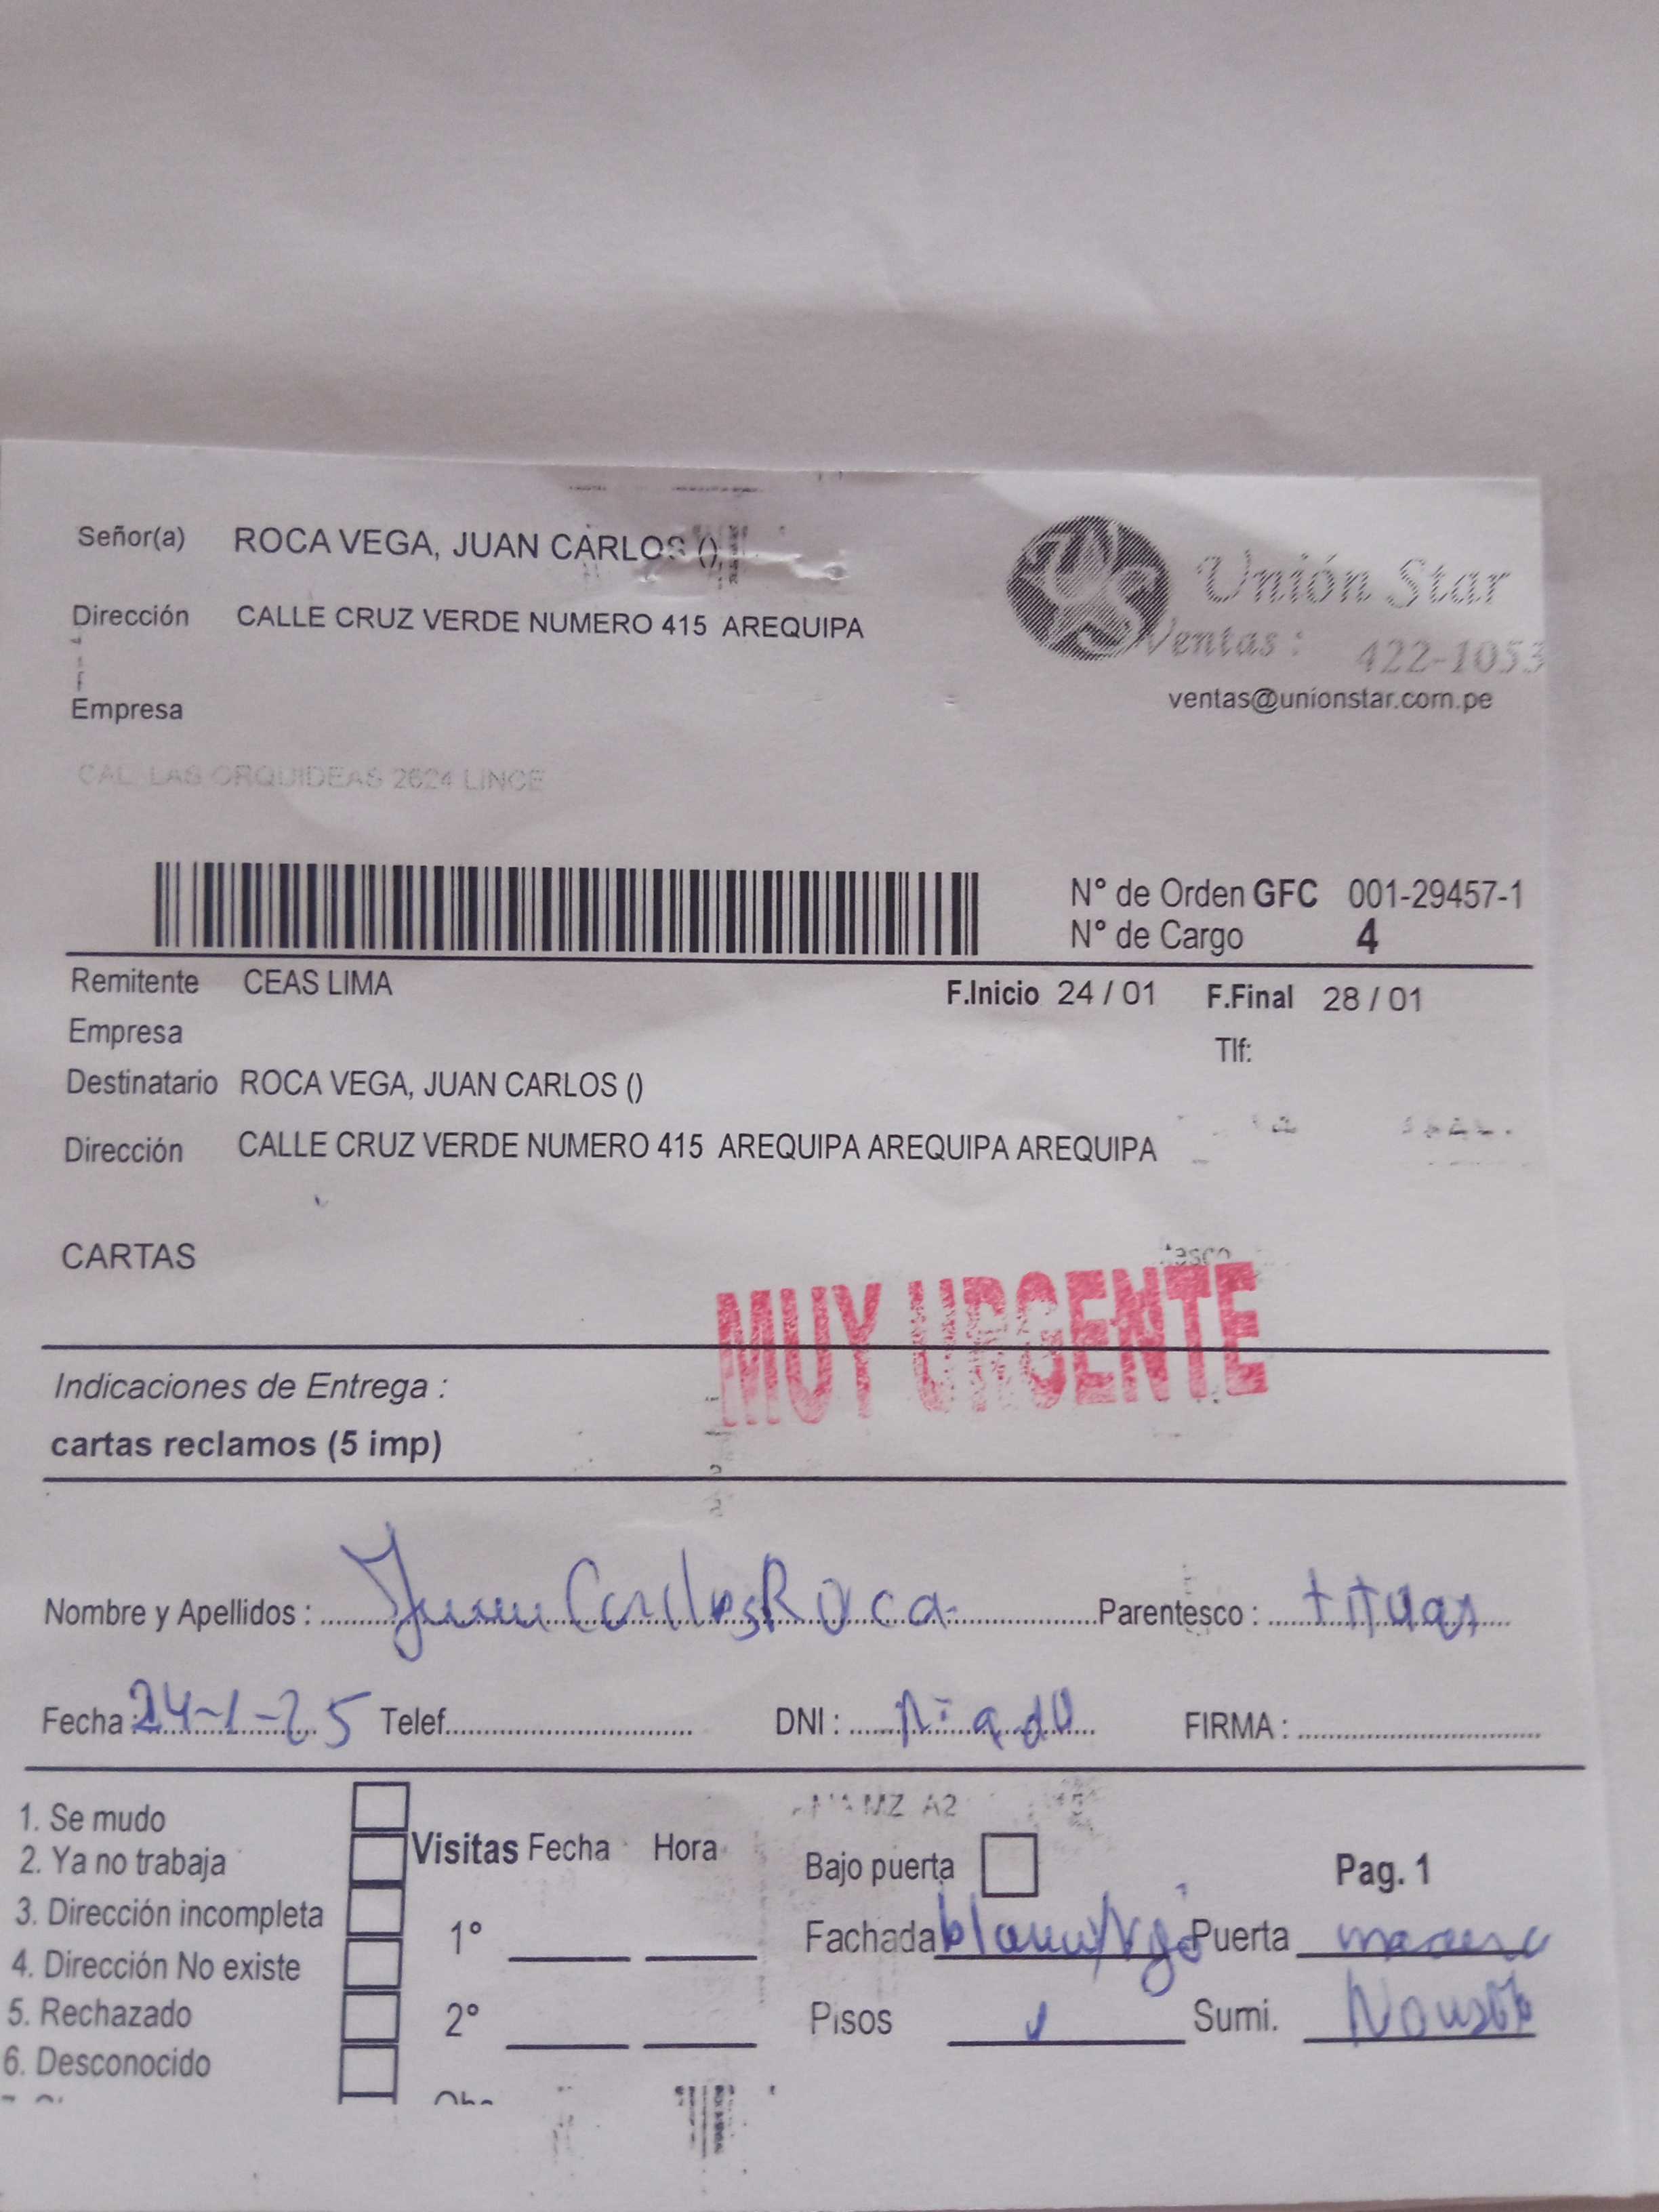 Señor(a) ROCA VEGA, JUAN CARLOS ()
Unión Star
Dirección CALLE CRUZ VERDE NUMERO 415 AREQUIPA
Ventas : 422-1053
ventas@unionstar.com.pe
Empresa
CAL. LAS ORQUIDEAS 2624 LINCE
N° de Orden GFC 001-29457-1
N° de Cargo 4
Remitente CEAS LIMA
F.Inicio 24 / 01 F.Final 28 / 01
Empresa
Tlf:
Destinatario ROCA VEGA, JUAN CARLOS ()
Dirección CALLE CRUZ VERDE NUMERO 415 AREQUIPA AREQUIPA AREQUIPA
CARTAS
MUY URGENTE
Indicaciones de Entrega :
cartas reclamos (5 imp)
Nombre y Apellidos : Juan Carlos Roca Parentesco : titular
Fecha : 24-1-25 Telef. DNI : FIRMA :
MZ A2
1. Se mudo
2. Ya no trabaja
Visitas Fecha Hora
Bajo puerta
Pag. 1
3. Dirección incompleta
1°
Fachada Puerta
4. Dirección No existe
5. Rechazado
2°
Pisos 1 Sumi.
6. Desconocido